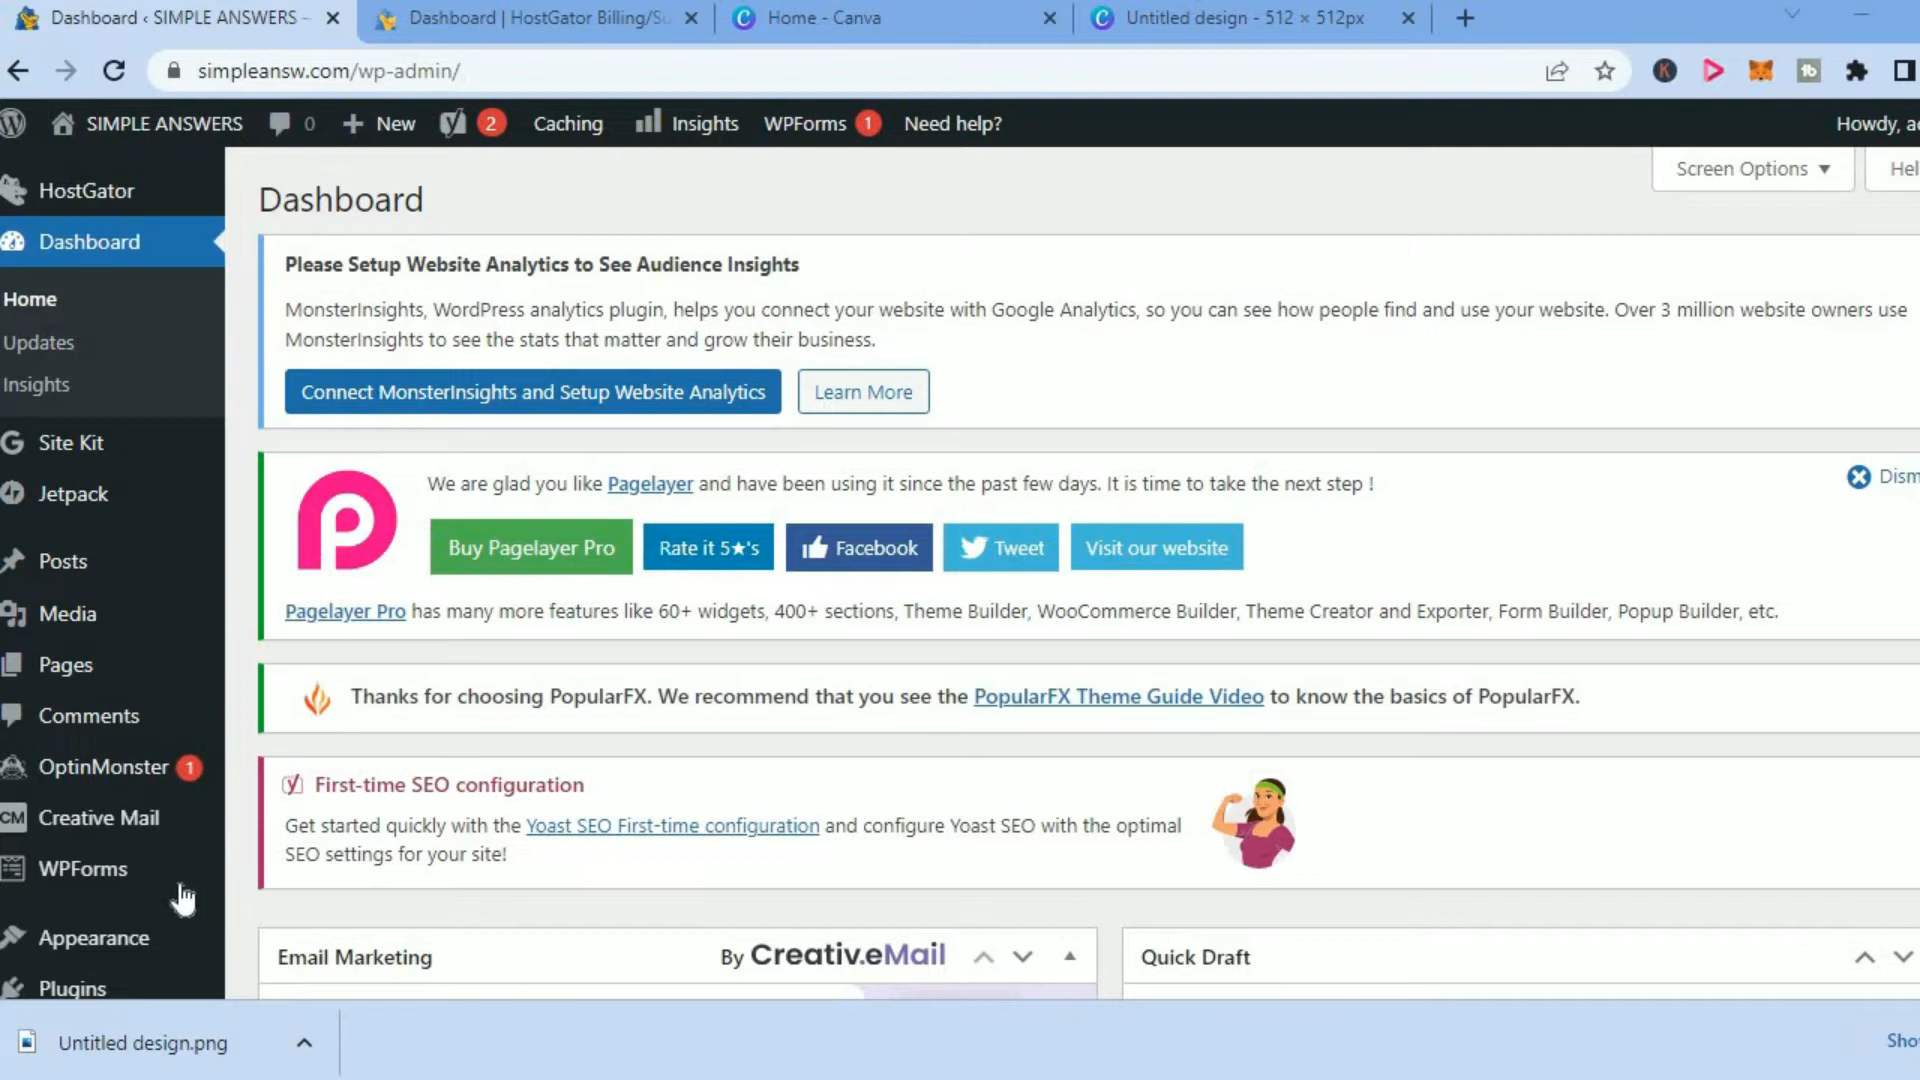 Dashboard ‹ SIMPLE ANSWERS –
Dashboard | HostGator Billing/Su
Home - Canva
Untitled design - 512 × 512px
simpleansw.com/wp-admin/
K
tb
SIMPLE ANSWERS
0
New
2
Caching
Insights
WPForms 1
Need help?
Howdy, a
Screen Options ▼
Hel
HostGator
Dashboard
Home
Updates
Insights
Site Kit
Jetpack
Posts
Media
Pages
Comments
OptinMonster 1
CM Creative Mail
WPForms
Appearance
Plugins
Dashboard
Please Setup Website Analytics to See Audience Insights
MonsterInsights, WordPress analytics plugin, helps you connect your website with Google Analytics, so you can see how people find and use your website. Over 3 million website owners use
MonsterInsights to see the stats that matter and grow their business.
Connect MonsterInsights and Setup Website Analytics
Learn More
We are glad you like Pagelayer and have been using it since the past few days. It is time to take the next step !
Dism
Buy Pagelayer Pro
Rate it 5★'s
Facebook
Tweet
Visit our website
Pagelayer Pro has many more features like 60+ widgets, 400+ sections, Theme Builder, WooCommerce Builder, Theme Creator and Exporter, Form Builder, Popup Builder, etc.
Thanks for choosing PopularFX. We recommend that you see the PopularFX Theme Guide Video to know the basics of PopularFX.
First-time SEO configuration
Get started quickly with the Yoast SEO First-time configuration and configure Yoast SEO with the optimal
SEO settings for your site!
Email Marketing
By Creativ.eMail
Quick Draft
Untitled design.png
Sho